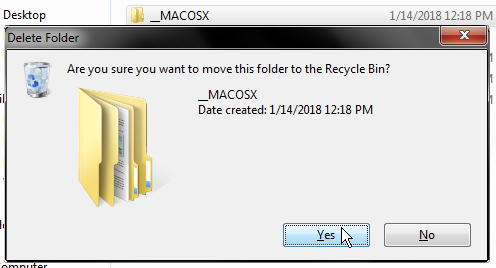 Desktop
__MACOSX 1/14/2018 12:18 PM
Delete Folder
Are you sure you want to move this folder to the Recycle Bin?
__MACOSX
Date created: 1/14/2018 12:18 PM
Yes No